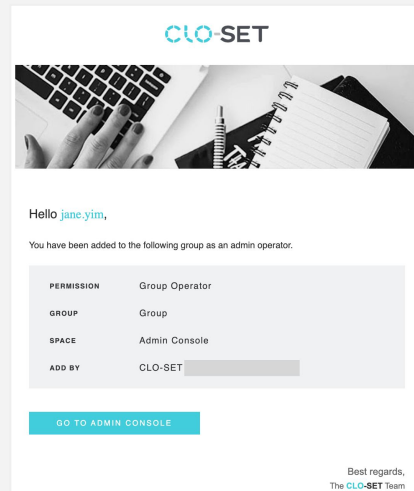 CLO-SET
Hello jane.yim,
You have been added to the following group as an admin operator.
PERMISSION Group Operator
GROUP Group
SPACE Admin Console
ADD BY CLO-SET
GO TO ADMIN CONSOLE
Best regards,
The CLO-SET Team